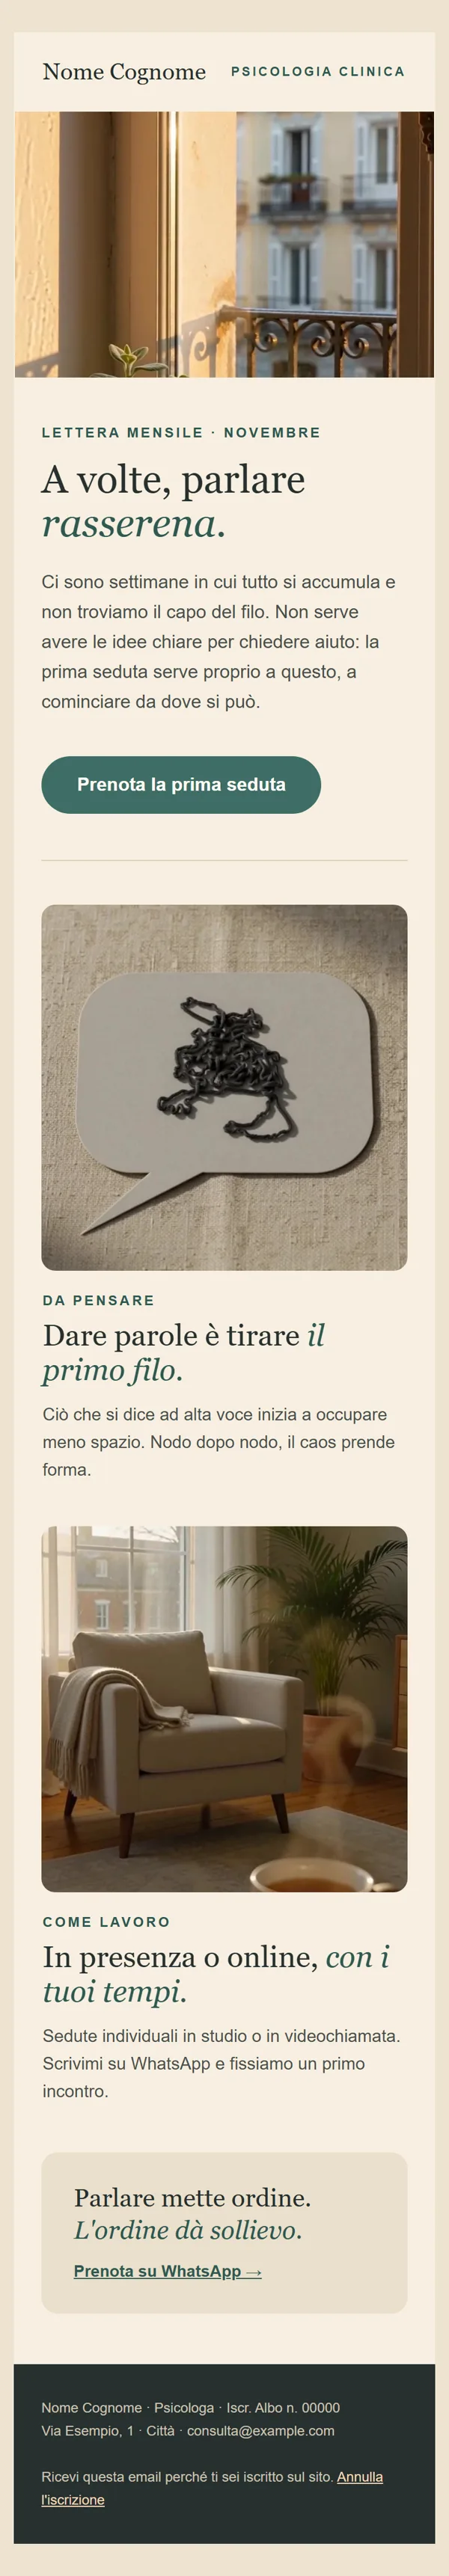 Nome Cognome
PSICOLOGIA CLINICA
LETTERA MENSILE · NOVEMBRE
A volte, parlare
rasserena.
Ci sono settimane in cui tutto si accumula e
non troviamo il capo del filo. Non serve
avere le idee chiare per chiedere aiuto: la
prima seduta serve proprio a questo, a
cominciare da dove si può.
Prenota la prima seduta
DA PENSARE
Dare parole è tirare il
primo filo.
Ciò che si dice ad alta voce inizia a occupare
meno spazio. Nodo dopo nodo, il caos prende
forma.
COME LAVORO
In presenza o online, con i
tuoi tempi.
Sedute individuali in studio o in videochiamata.
Scrivimi su WhatsApp e fissiamo un primo
incontro.
Parlare mette ordine.
L'ordine dà sollievo.
Prenota su WhatsApp →
Nome Cognome · Psicologa · Iscr. Albo n. 00000
Via Esempio, 1 · Città · consulta@example.com
Ricevi questa email perché ti sei iscritto sul sito. Annulla
l'iscrizione